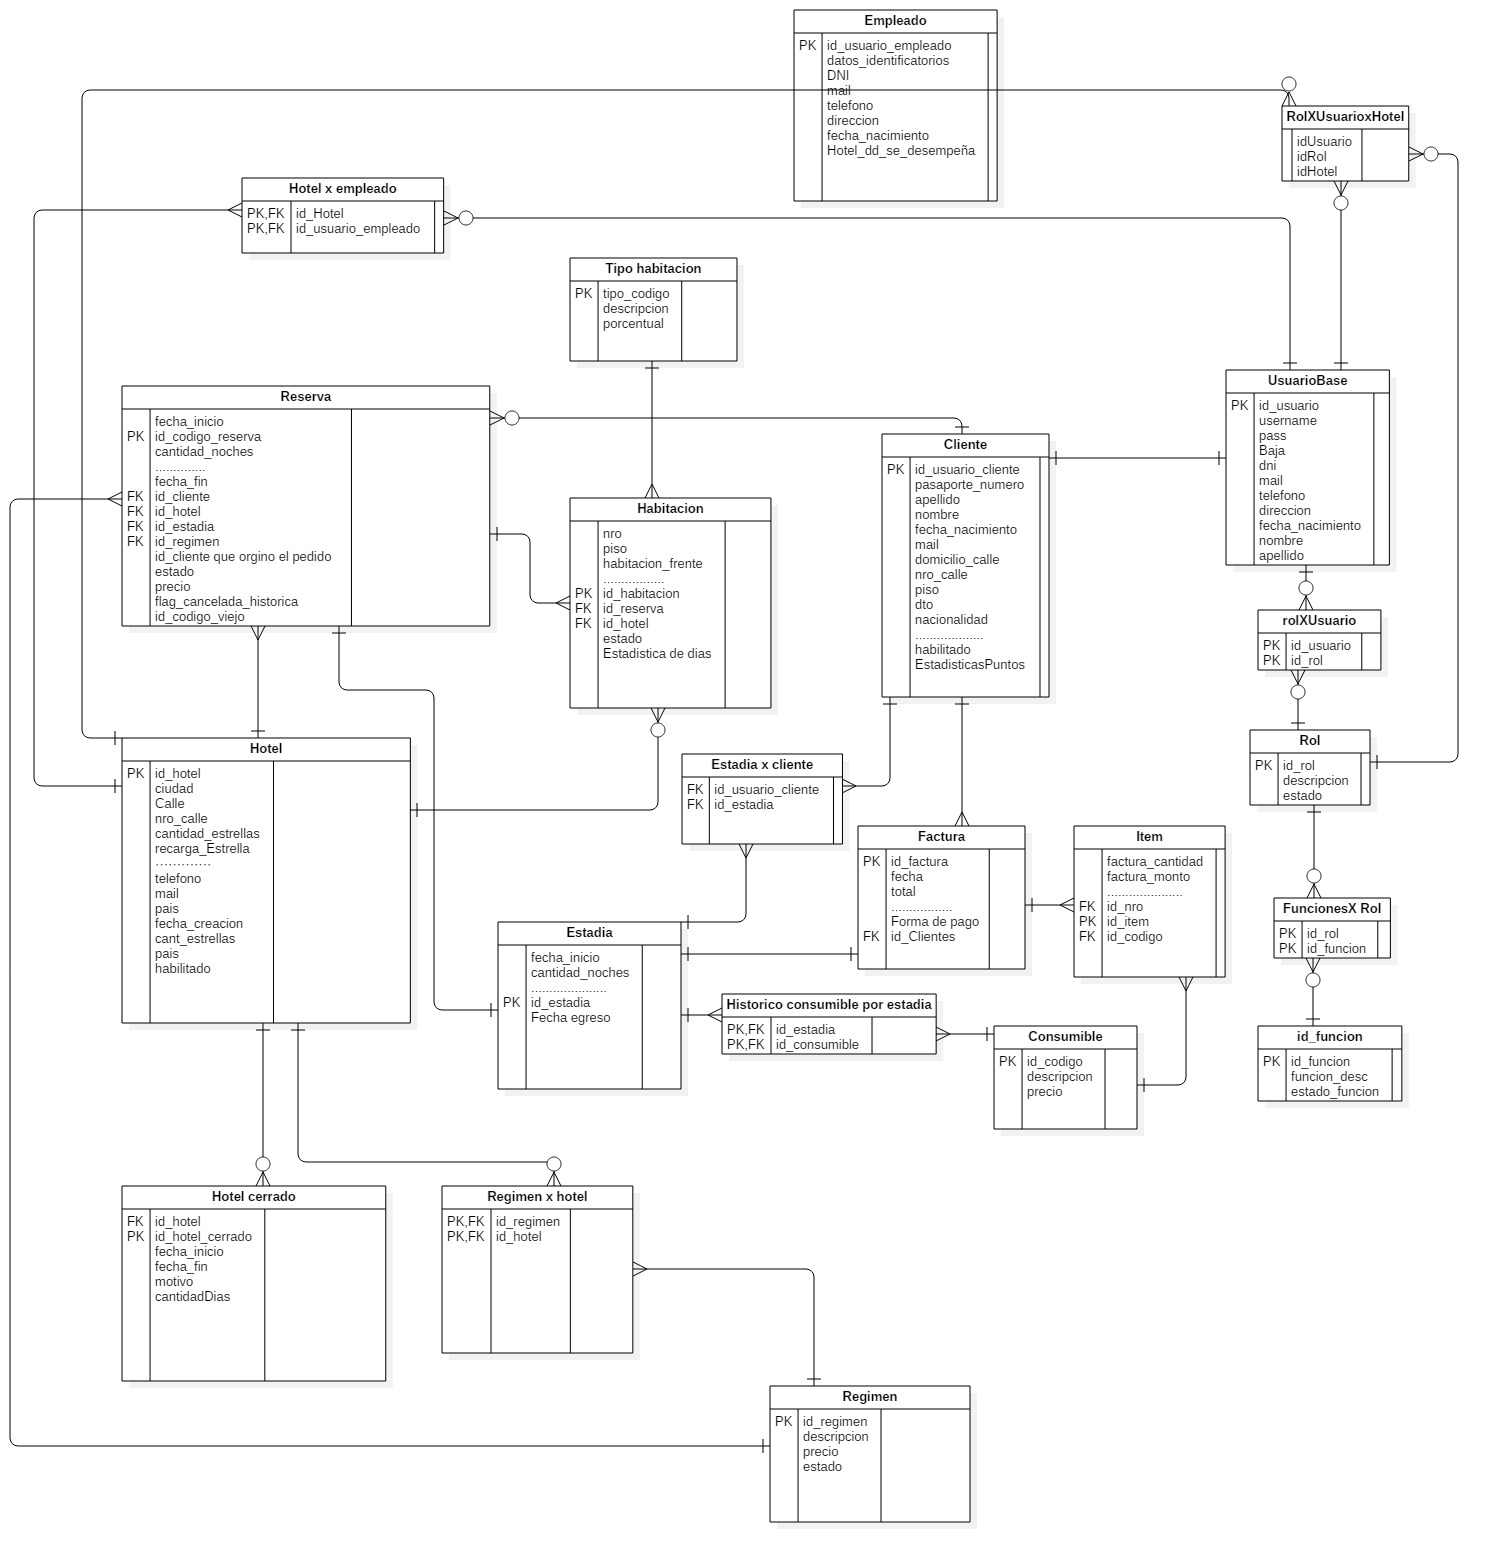 Empleado
PK id_usuario_empleado
datos_identificatorios
DNI
mail
telefono
direccion
fecha_nacimiento
Hotel_dd_se_desempeña
RolXUsuarioxHotel
idUsuario
idRol
idHotel
Hotel x empleado
PK,FK id_Hotel
PK,FK id_usuario_empleado
Tipo habitacion
PK tipo_codigo
descripcion
porcentual
UsuarioBase
PK id_usuario
username
pass
Baja
dni
mail
telefono
direccion
fecha_nacimiento
nombre
apellido
Reserva
fecha_inicio
PK id_codigo_reserva
cantidad_noches
..............
fecha_fin
FK id_cliente
FK id_hotel
FK id_estadia
FK id_regimen
id_cliente que orgino el pedido
estado
precio
flag_cancelada_historica
id_codigo_viejo
Cliente
PK id_usuario_cliente
pasaporte_numero
apellido
nombre
fecha_nacimiento
mail
domicilio_calle
nro_calle
piso
dto
nacionalidad
...................
habilitado
EstadisticasPuntos
Habitacion
nro
piso
habitacion_frente
.................
PK id_habitacion
FK id_reserva
FK id_hotel
estado
Estadistica de dias
rolXUsuario
PK id_usuario
PK id_rol
Rol
PK id_rol
descripcion
estado
Hotel
PK id_hotel
ciudad
Calle
nro_calle
cantidad_estrellas
recarga_Estrella
.............
telefono
mail
pais
fecha_creacion
cant_estrellas
pais
habilitado
Estadia x cliente
FK id_usuario_cliente
FK id_estadia
Factura
PK id_factura
fecha
total
.................
Forma de pago
FK id_Clientes
Item
factura_cantidad
factura_monto
.....................
FK id_nro
PK id_item
FK id_codigo
FuncionesX Rol
PK id_rol
PK id_funcion
Estadia
fecha_inicio
cantidad_noches
.....................
PK id_estadia
Fecha egreso
Historico consumible por estadia
PK,FK id_estadia
PK,FK id_consumible
Consumible
PK id_codigo
descripcion
precio
id_funcion
PK id_funcion
funcion_desc
estado_funcion
Hotel cerrado
FK id_hotel
PK id_hotel_cerrado
fecha_inicio
fecha_fin
motivo
cantidadDias
Regimen x hotel
PK,FK id_regimen
PK,FK id_hotel
Regimen
PK id_regimen
descripcion
precio
estado